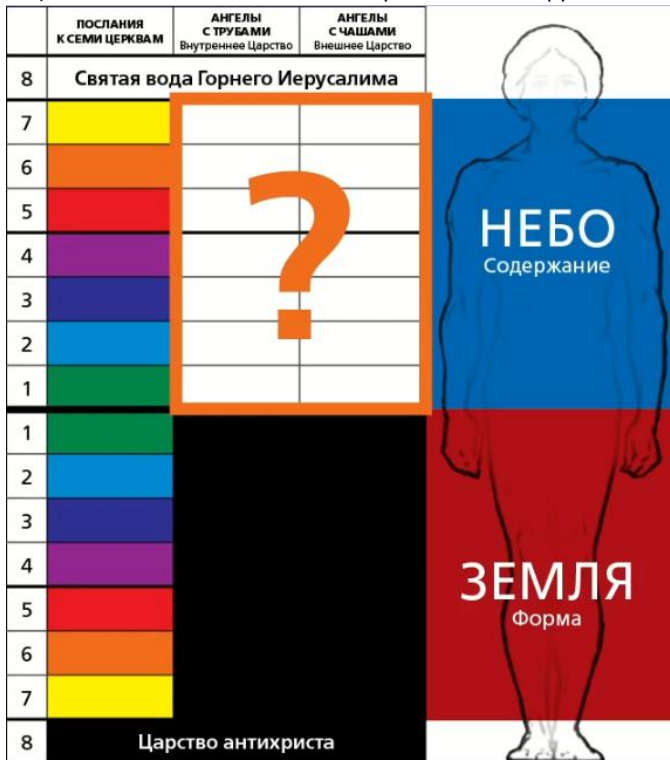 ПОСЛАНИЯ
К СЕМИ ЦЕРКВАМ
АНГЕЛЫ
С ТРУБАМИ
Внутреннее Царство
АНГЕЛЫ
С ЧАШАМИ
Внешнее Царство
8 Святая вода Горнего Иерусалима
7
6
5
4
3
2
1
?
НЕБО
Содержание
1
2
3
4
5
6
7
ЗЕМЛЯ
Форма
8 Царство антихриста